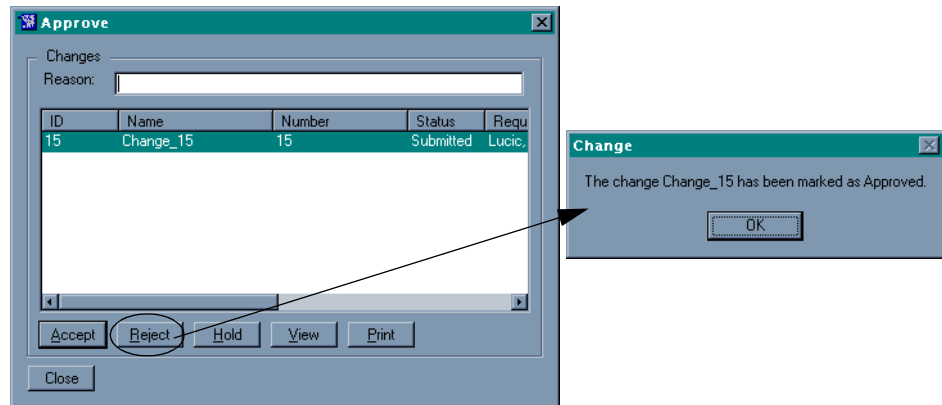 Approve
Changes
Reason:
ID Name Number Status Requ
15 Change_15 15 Submitted Lucic,
Accept Reject Hold View Print
Close
Change
The change Change_15 has been marked as Approved.
OK